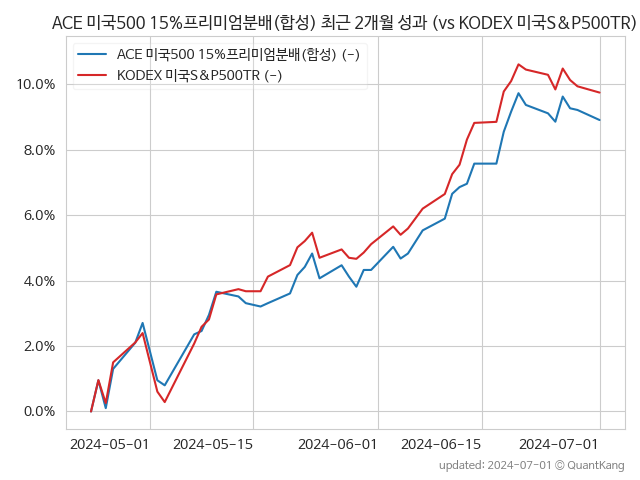 ACE 미국500 15%프리미엄분배(합성) 최근 2개월 성과 (vs KODEX 미국S&P500TR)
ACE 미국500 15%프리미엄분배(합성) (-)
KODEX 미국S&P500TR (-)
10.0%
8.0%
6.0%
4.0%
2.0%
0.0%
2024-05-01 2024-05-15 2024-06-01 2024-06-15 2024-07-01
updated: 2024-07-01 © QuantKang